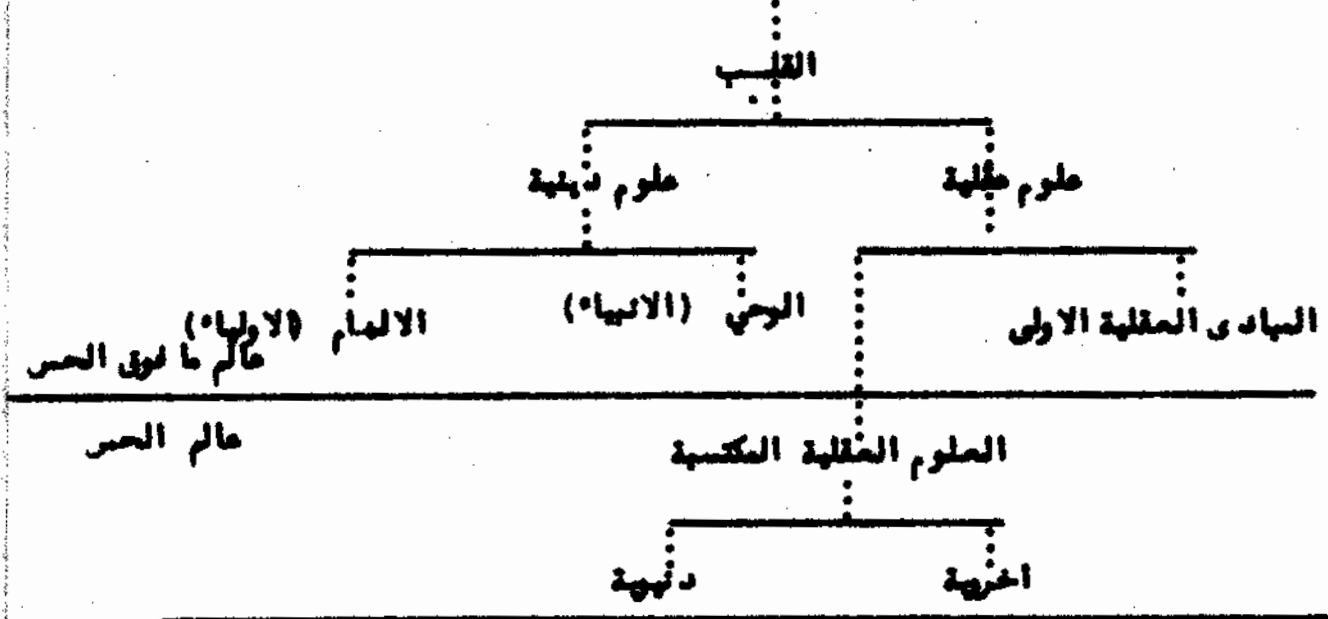 القلب
علوم عقلية علوم دينية
المبادى العقلية الاولى الوحي (الانبياء) الالهام (الاولياء)
عالم ما فوق الحس
عالم الحس
العلوم العقلية المكتسبة
اخروية دنيوية